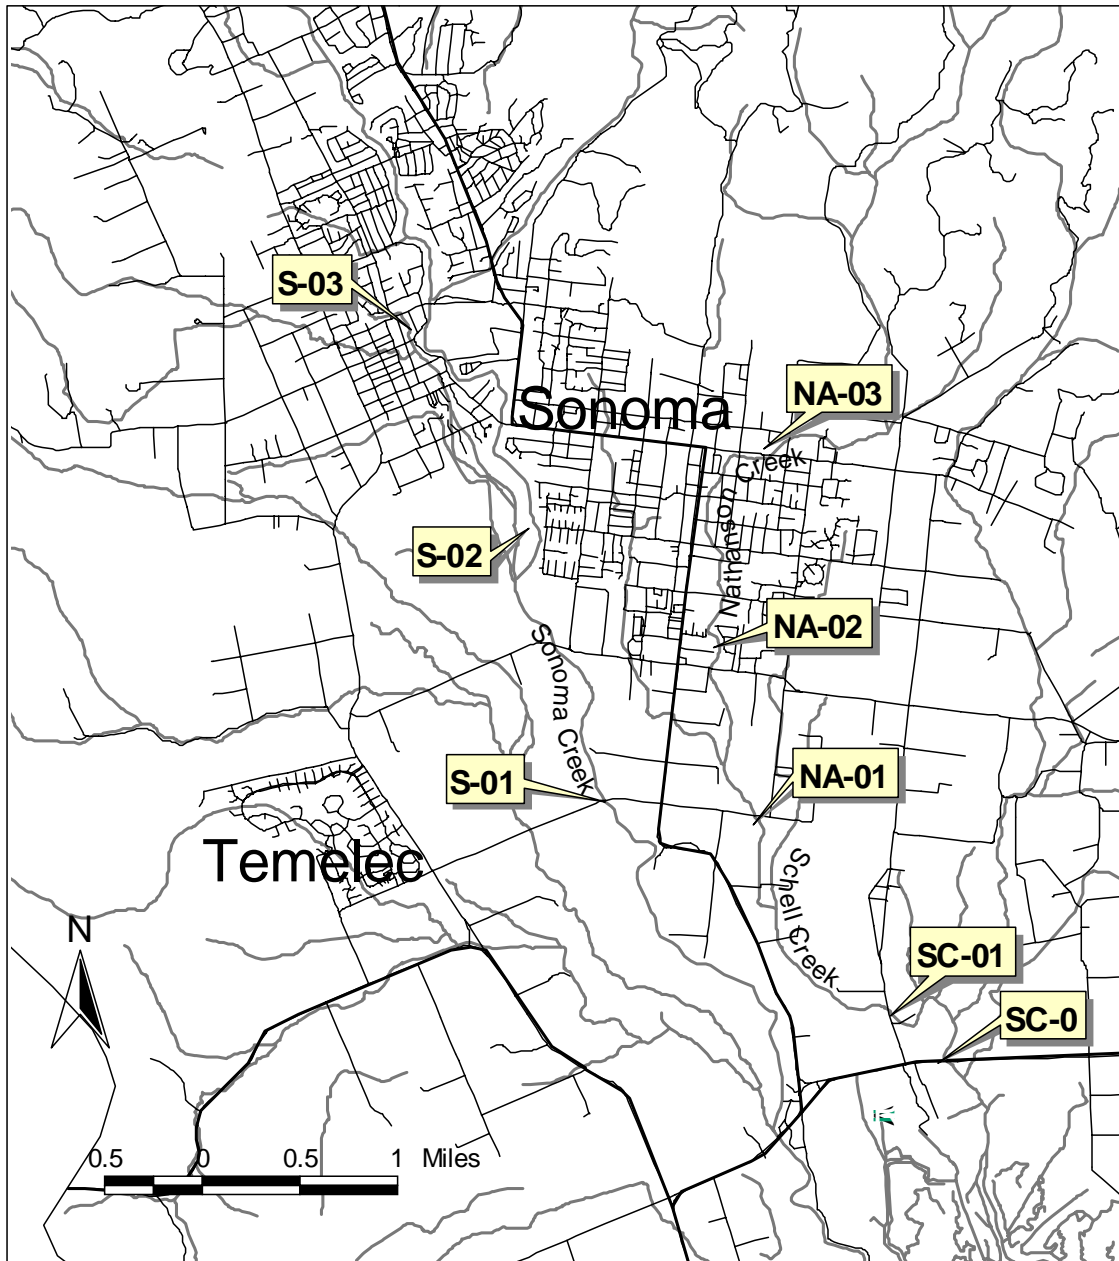 S-03
Sonoma
NA-03
Nathanson Creek
S-02
NA-02
Sonoma Creek
S-01
NA-01
Temelec
Schell Creek
N
SC-01
SC-0
0.5 0 0.5 1 Miles